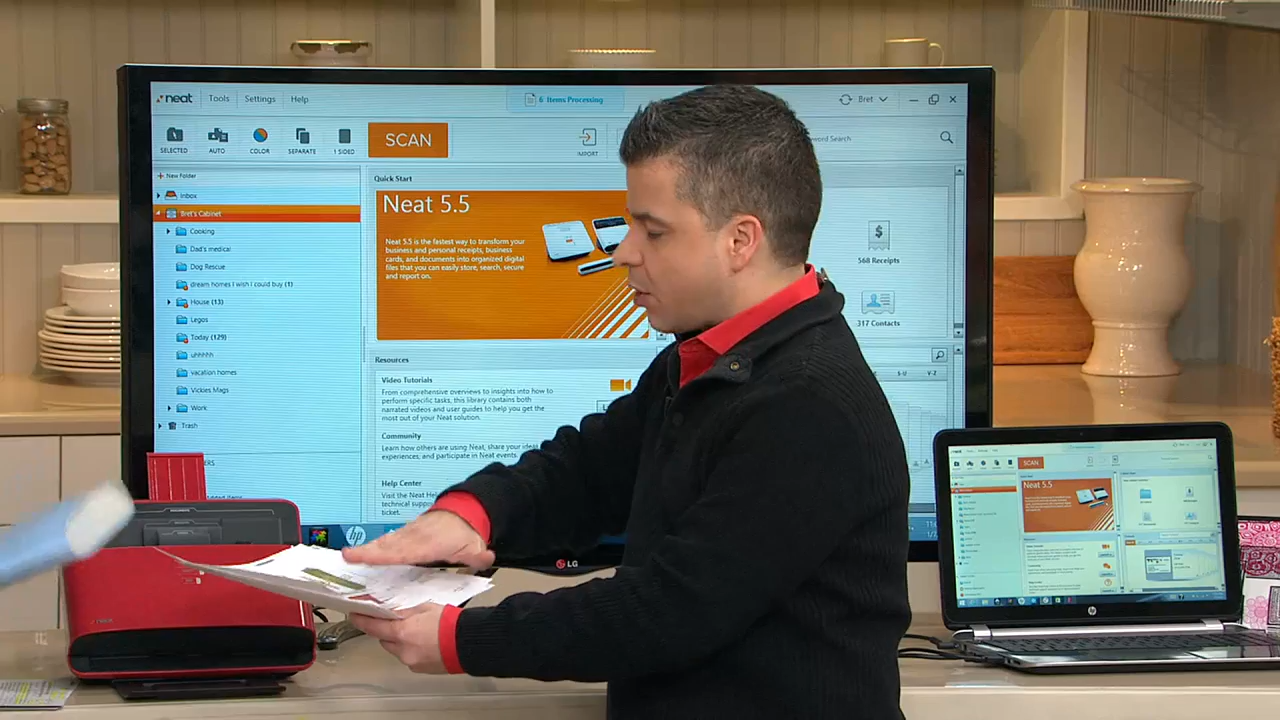 neat Tools Settings Help
6 Items Processing
Bret
SELECTED AUTO COLOR SEPARATE 1 SIDED
SCAN
IMPORT
Search
New Folder
Inbox
Bret's Cabinet
Cooking
Dad's medical
Dog Rescue
dream homes I wish I could buy (1)
House (13)
Legos
Today (129)
uhhhhh
vacation homes
Vickies Mags
Work
Trash
Quick Start
Neat 5.5
Neat 5.5 is the fastest way to transform your
business and personal receipts, business
cards, and documents into organized digital
files that you can easily store, search, secure
and report on.
568 Receipts
317 Contacts
Resources
Video Tutorials
From comprehensive overviews to insights into how to
perform specific tasks, this library contains both
narrated videos and user guides to help you get the
most out of your Neat solution.
Community
Learn how others are using Neat, share your
experiences, and participate in Neat events.
Help Center
Visit the Neat
technical
ticket.
S-U V-Z
hp
LG
SCAN
Neat 5.5
hp